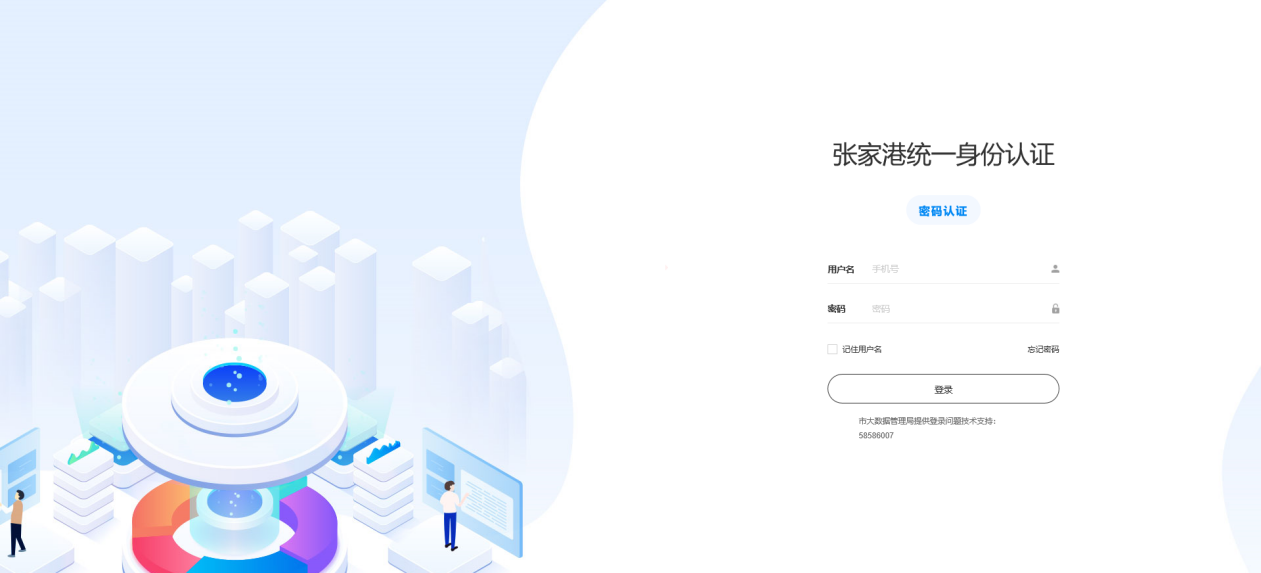 张家港统一身份认证
密码认证
用户名 手机号
密码 密码
记住用户名 忘记密码
登录
市大数据管理局提供登录问题技术支持:
58586007